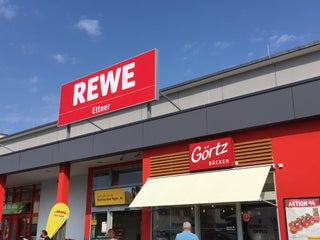 REWE
Ettner
Görtz
BÄCKER
AKTION %